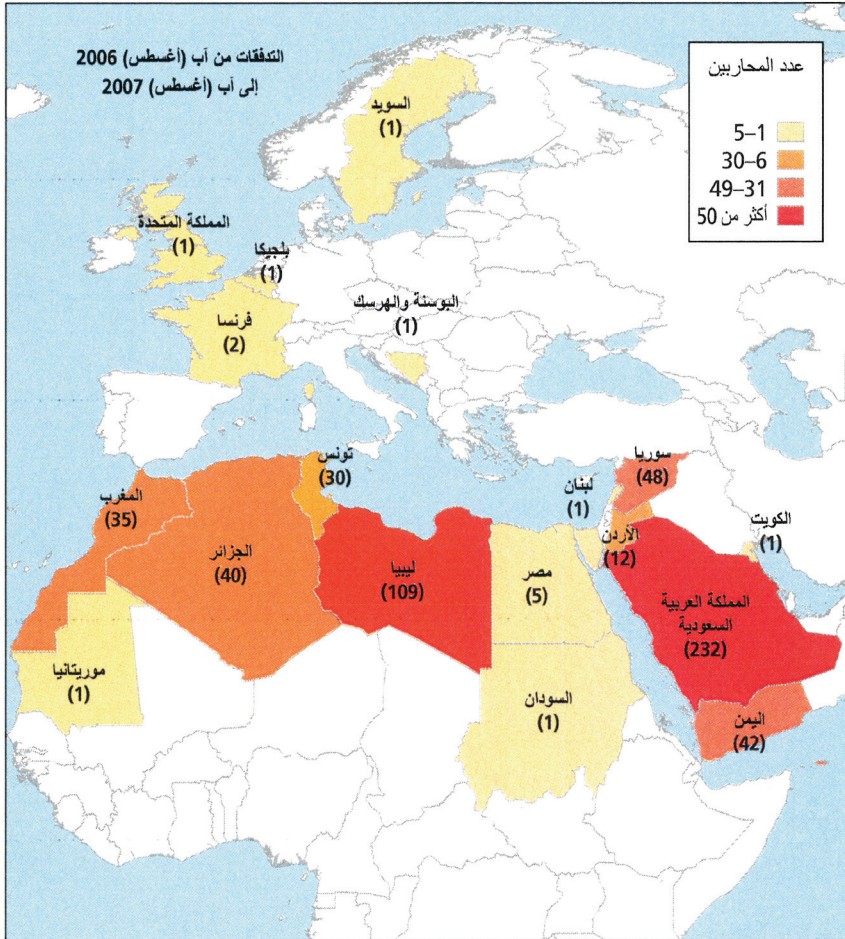 التدفقات من آب (أغسطس) 2006
إلى آب (أغسطس) 2007
عدد المحاربين
5–1
30–6
49–31
أكثر من 50
السويد
(1)
المملكة المتحدة
(1)
بلجيكا
(1)
البوسنة والهرسك
(1)
فرنسا
(2)
تونس
(30)
سوريا
(48)
لبنان
(1)
المغرب
(35)
الكويت
(1)
الأردن
(12)
الجزائر
(40)
ليبيا
(109)
مصر
(5)
المملكة العربية
السعودية
(232)
موريتانيا
(1)
السودان
(1)
اليمن
(42)